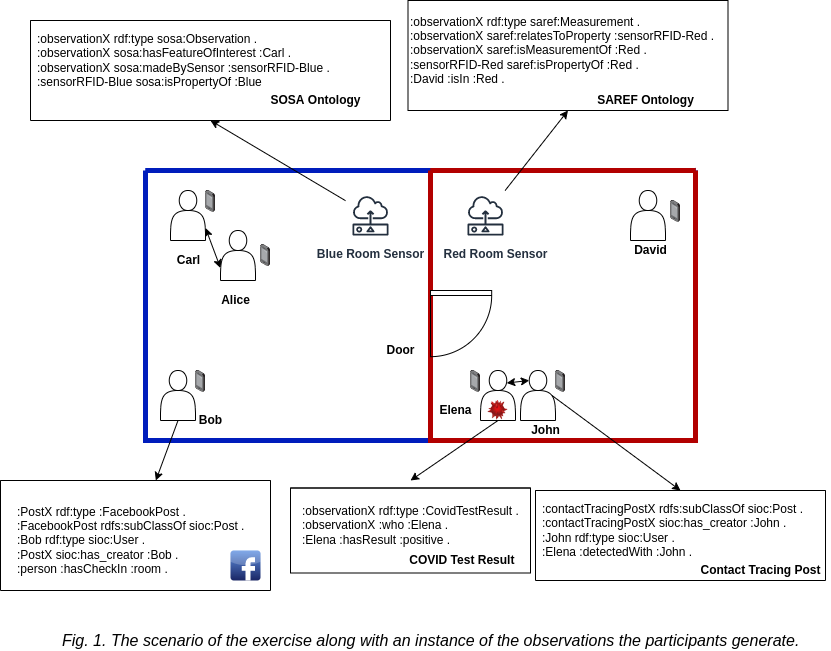 :observationX rdf:type sosa:Observation .
:observationX sosa:hasFeatureOfInterest :Carl .
:observationX sosa:madeBySensor :sensorRFID-Blue .
:sensorRFID-Blue sosa:isPropertyOf :Blue
SOSA Ontology
:observationX rdf:type saref:Measurement .
:observationX saref:relatesToProperty :sensorRFID-Red .
:observationX saref:isMeasurementOf :Red .
:sensorRFID-Red saref:isPropertyOf :Red .
:David :isIn :Red .
SAREF Ontology
Carl
Alice
Blue Room Sensor
Red Room Sensor
David
Door
Bob
Elena
John
:PostX rdf:type :FacebookPost .
:FacebookPost rdfs:subClassOf sioc:Post .
:Bob rdf:type sioc:User .
:PostX sioc:has_creator :Bob .
:person :hasCheckIn :room .
f
:observationX rdf:type :CovidTestResult .
:observationX :who :Elena .
:Elena :hasResult :positive .
COVID Test Result
:contactTracingPostX rdfs:subClassOf sioc:Post .
:contactTracingPostX sioc:has_creator :John .
:John rdf:type sioc:User .
:Elena :detectedWith :John .
Contact Tracing Post
Fig. 1. The scenario of the exercise along with an instance of the observations the participants generate.